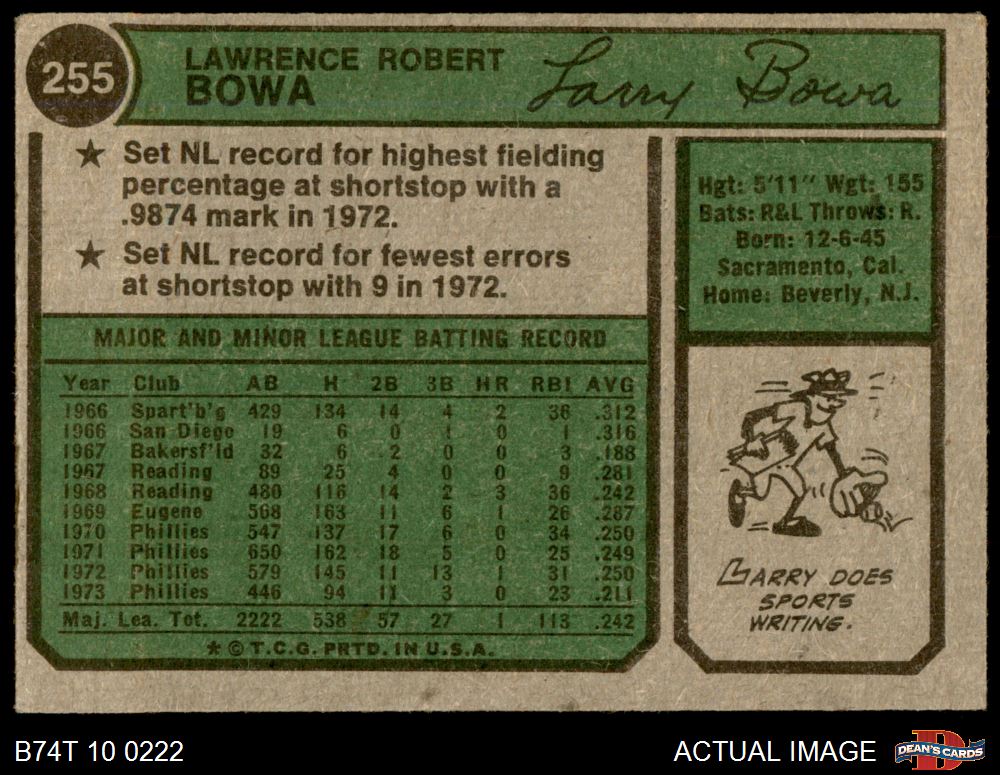 255
LAWRENCE ROBERT
BOWA
Larry Bowa
★ Set NL record for highest fielding
percentage at shortstop with a
.9874 mark in 1972.
★ Set NL record for fewest errors
at shortstop with 9 in 1972.
Hgt: 5'11" Wgt: 155
Bats: R&L Throws: R.
Born: 12-6-45
Sacramento, Cal.
Home: Beverly, N.J.
MAJOR AND MINOR LEAGUE BATTING RECORD
Year Club AB H 2B 3B HR RBI AVG
1966 Spart'b'g 429 134 14 4 2 36 .312
1966 San Diego 19 6 0 1 0 1 .316
1967 Bakersf'ld 32 6 2 0 0 3 .188
1967 Reading 89 25 4 0 0 9 .281
1968 Reading 480 116 14 2 3 36 .242
1969 Eugene 568 163 11 6 1 26 .287
1970 Phillies 547 137 17 6 0 34 .250
1971 Phillies 650 162 18 5 0 25 .249
1972 Phillies 579 145 11 13 1 31 .250
1973 Phillies 446 94 11 3 0 23 .211
Maj. Lea. Tot. 2222 538 57 27 1 113 .242
* © T.C.G. PRTD. IN U.S.A.
LARRY DOES
SPORTS
WRITING.
B74T 10 0222
ACTUAL IMAGE
D
DEAN'S CARDS